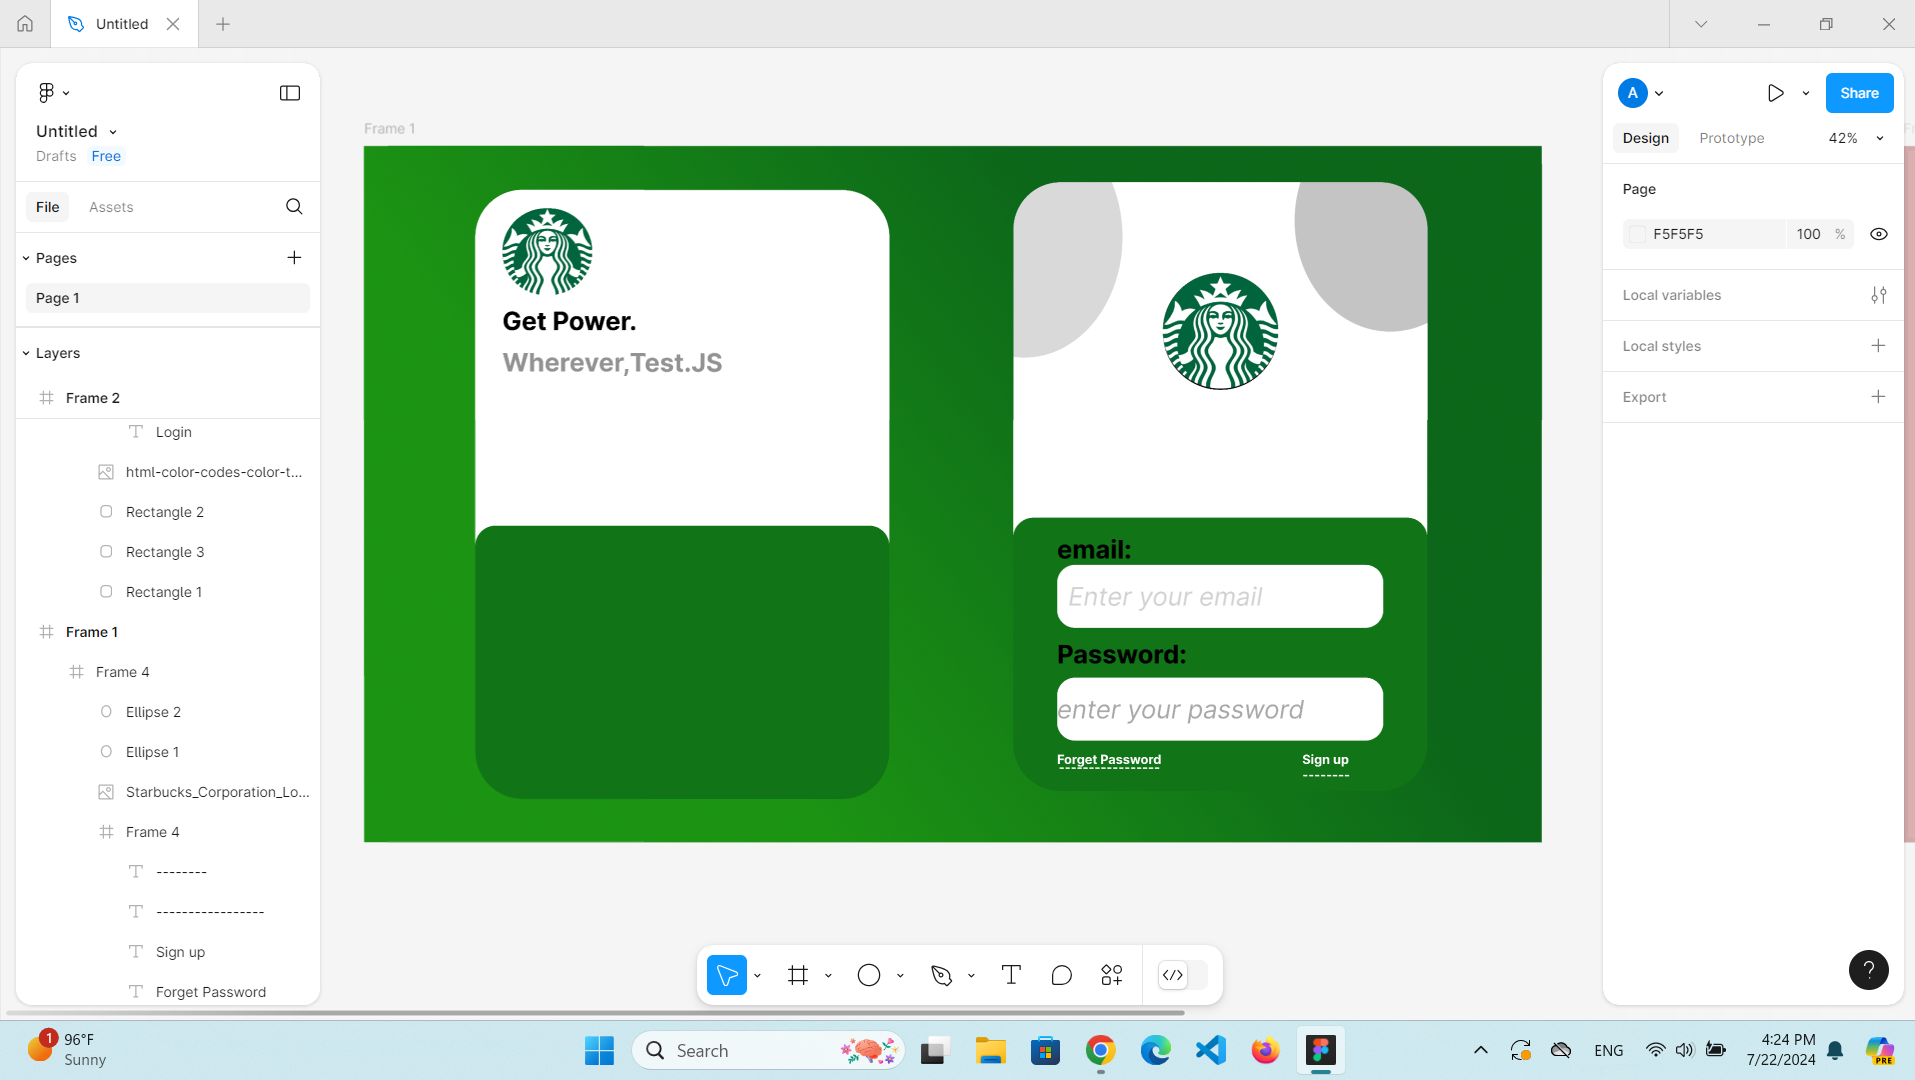 Untitled
Untitled
Drafts Free
File Assets
Pages
Page 1
Layers
Frame 2
Login
html-color-codes-color-t...
Rectangle 2
Rectangle 3
Rectangle 1
Frame 1
Frame 4
Ellipse 2
Ellipse 1
Starbucks_Corporation_Lo...
Frame 4
--------
-----------------
Sign up
Forget Password
Frame 1
Get Power.
Wherever,Test.JS
email:
Enter your email
Password:
enter your password
Forget Password Sign up
----------------- --------
A
Share
Design Prototype 42%
Page
F5F5F5 100 %
Local variables
Local styles
Export
?
1
96°F
Sunny
Search
ENG
4:24 PM
7/22/2024
PRE